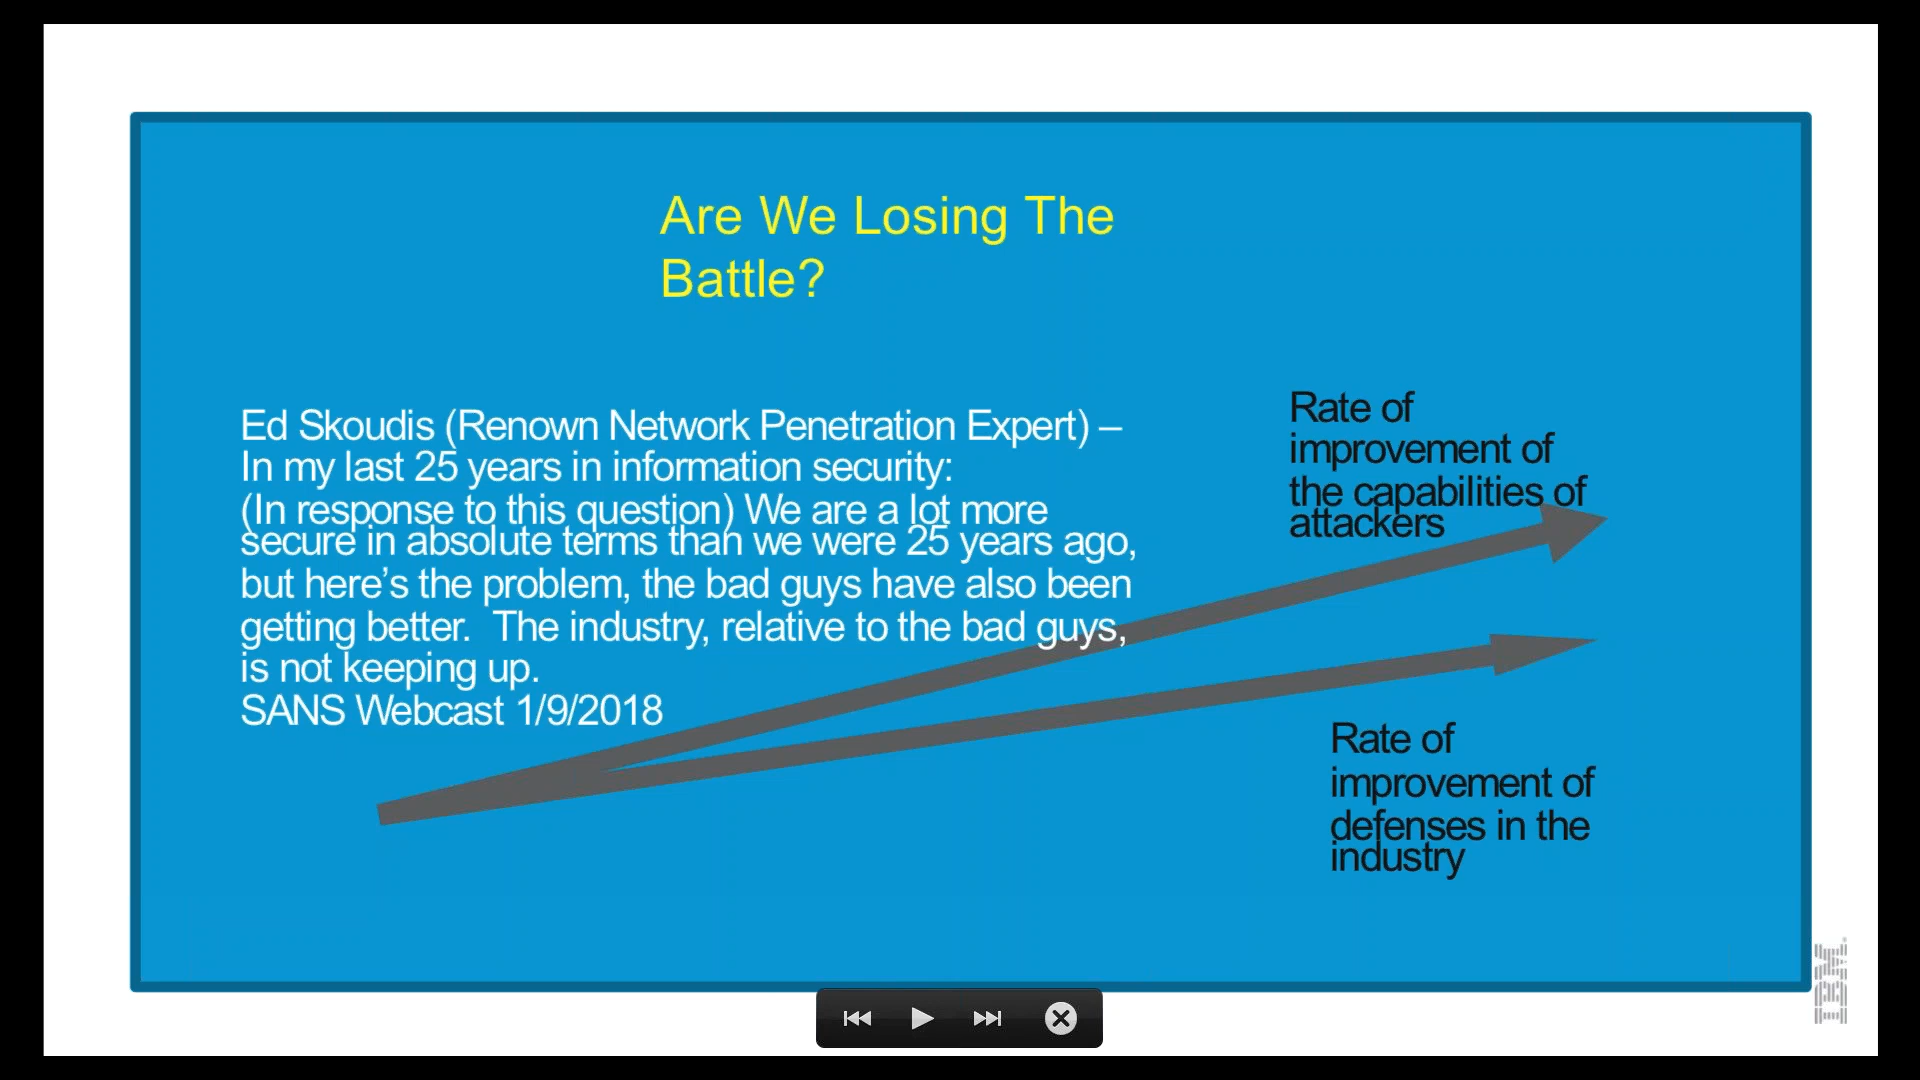 Are We Losing The
Battle?
Ed Skoudis (Renown Network Penetration Expert) –
In my last 25 years in information security:
(In response to this question) We are a lot more
secure in absolute terms than we were 25 years ago,
but here’s the problem, the bad guys have also been
getting better.  The industry, relative to the bad guys,
is not keeping up.
SANS Webcast 1/9/2018
Rate of
improvement of
the capabilities of
attackers
Rate of
improvement of
defenses in the
industry
IBM